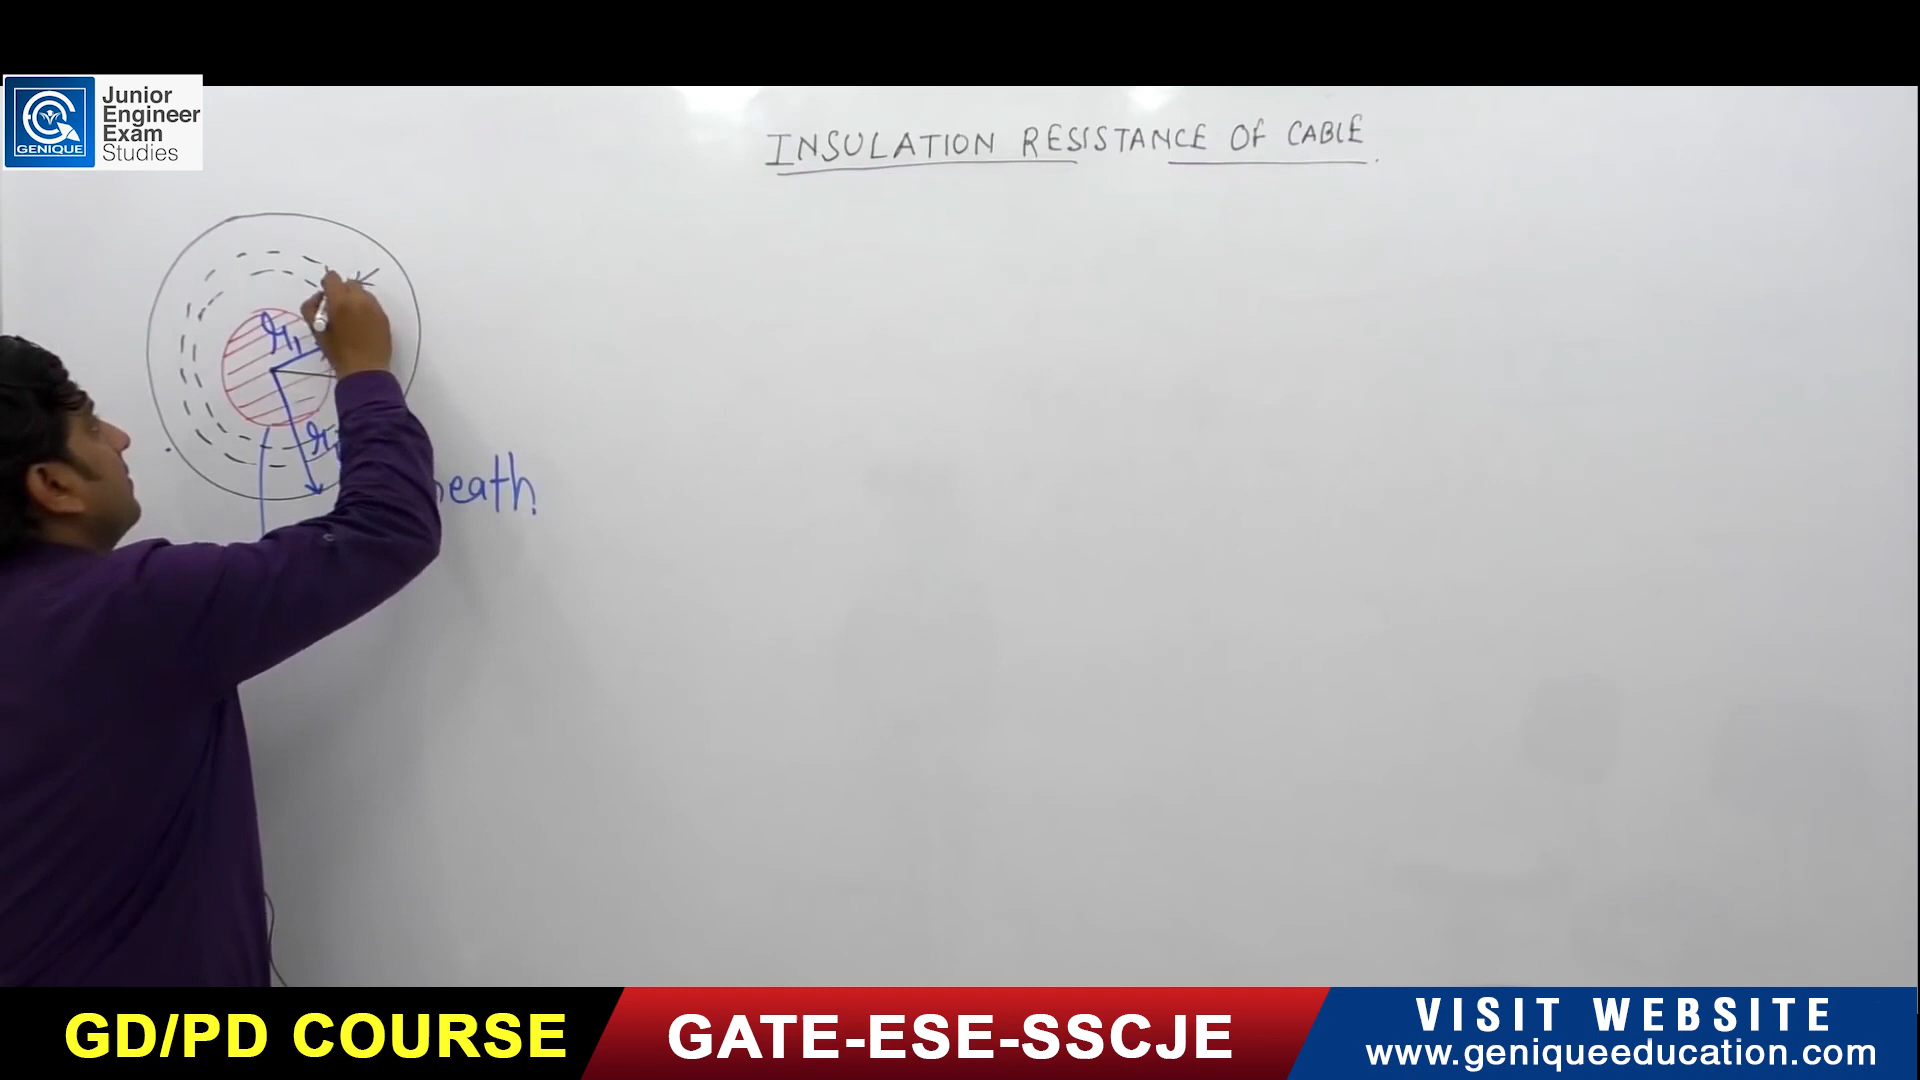 Junior
Engineer
Exam
Studies
GENIQUE
INSULATION RESISTANCE OF CABLE
r1
GD/PD COURSE
GATE-ESE-SSCJE
VISIT WEBSITE
www.geniqueeducation.com